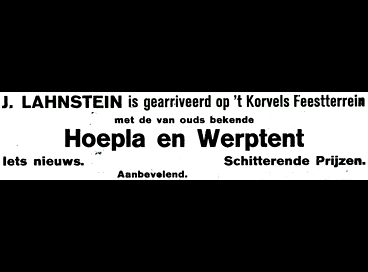 J. LAHNSTEIN is gearriveerd op 't Korvels Feestterrein
met de van ouds bekende
Hoepla en Werptent
Iets nieuws. Schitterende Prijzen.
Aanbevelend.